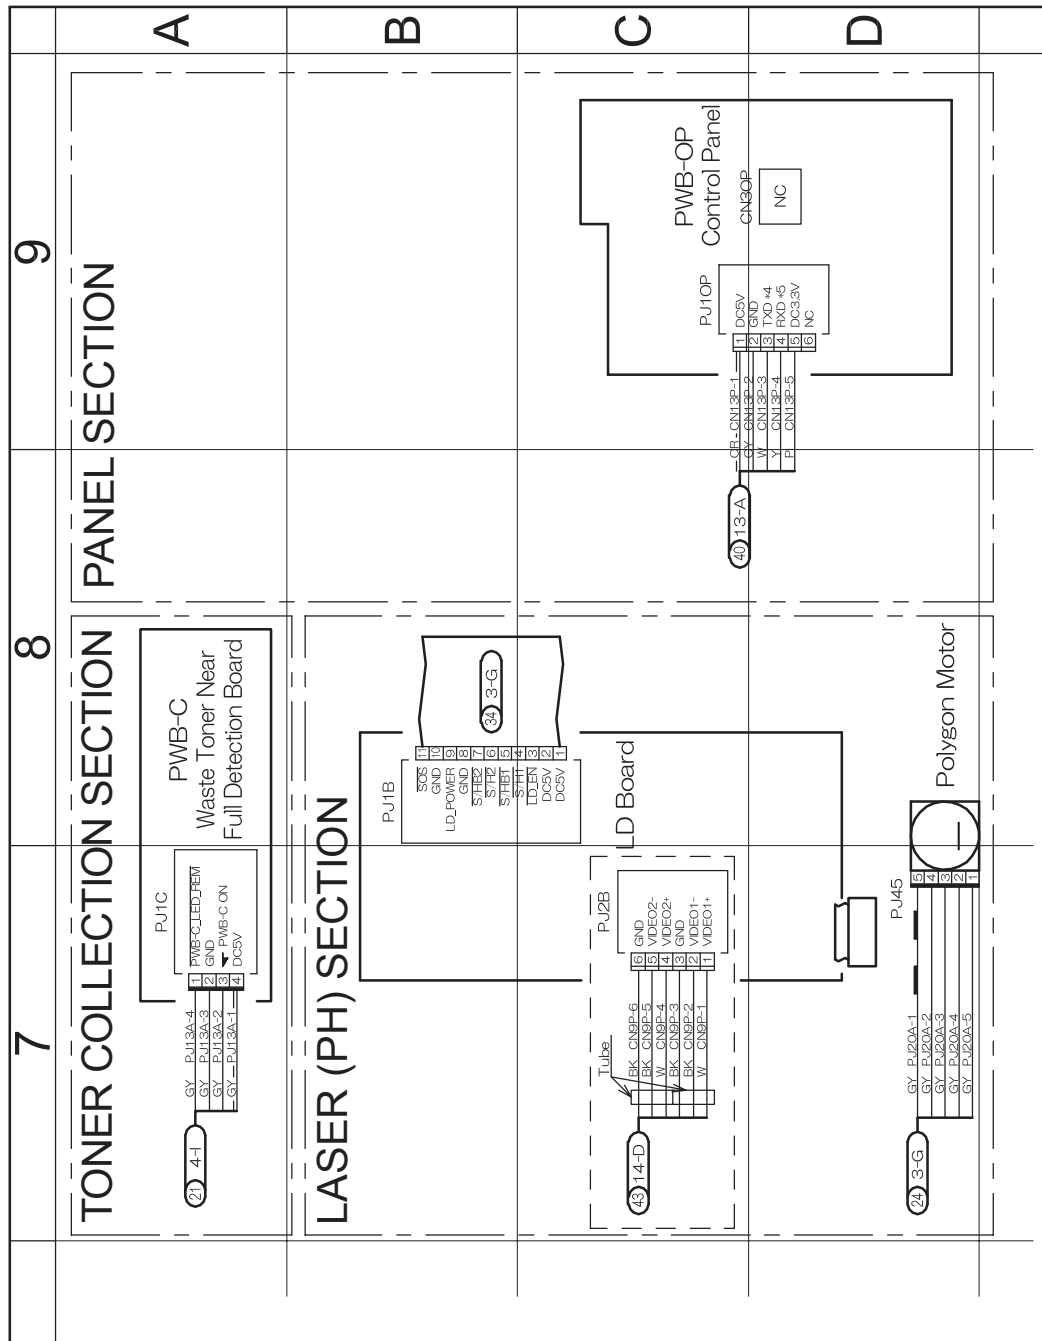 A
B
C
D
7
8
9
TONER COLLECTION SECTION
PWB-C
Waste Toner Near
Full Detection Board
PJ1C
1 PWB-C_LED_REM
2 GND
3 PWB-C ON
4 DC5V
GY PJ13A-4
GY PJ13A-3
GY PJ13A-2
GY PJ13A-1
21 4-I
PANEL SECTION
PWB-OP
Control Panel
CN3OP
NC
PJ1OP
1 DC5V
2 GND
3 TXD *4
4 RXD *5
5 DC3.3V
6 NC
OR CN13P-1
GY CN13P-2
W CN13P-3
Y CN13P-4
P CN13P-5
40 13-A
LASER (PH) SECTION
PJ1B
11 SOS
10 GND
9 LD_POWER
8 GND
7 S/HB2
6 S/H2
5 S/HB1
4 S/H1
3 LD_EN
2 DC5V
1 DC5V
34 3-G
LD Board
PJ2B
6 GND
5 VIDEO2-
4 VIDEO2+
3 GND
2 VIDEO1-
1 VIDEO1+
Tube
BK CN9P-6
BK CN9P-5
W CN9P-4
BK CN9P-3
BK CN9P-2
W CN9P-1
43 14-D
Polygon Motor
PJ45
5
4
3
2
1
GY PJ20A-1
GY PJ20A-2
GY PJ20A-3
GY PJ20A-4
GY PJ20A-5
24 3-G